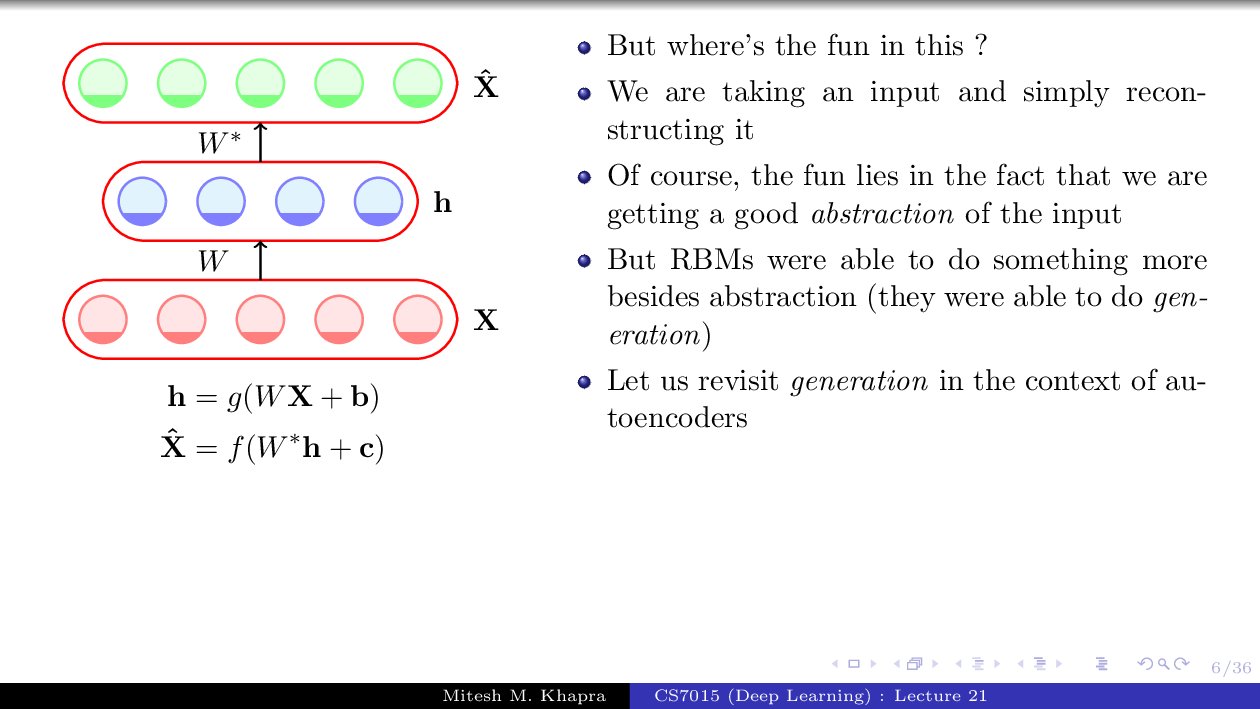 X̂
W*
h
W
X
h = g(WX + b)
X̂ = f(W*h + c)
But where's the fun in this ?
We are taking an input and simply recon-
structing it
Of course, the fun lies in the fact that we are
getting a good abstraction of the input
But RBMs were able to do something more
besides abstraction (they were able to do gen-
eration)
Let us revisit generation in the context of au-
toencoders
6/36
Mitesh M. Khapra
CS7015 (Deep Learning) : Lecture 21